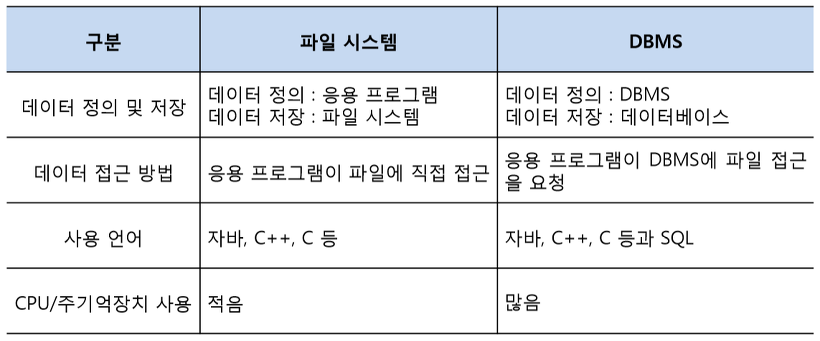 구분
파일 시스템
DBMS
데이터 정의 및 저장
데이터 정의 : 응용 프로그램
데이터 저장 : 파일 시스템
데이터 정의 : DBMS
데이터 저장 : 데이터베이스
데이터 접근 방법
응용 프로그램이 파일에 직접 접근
응용 프로그램이 DBMS에 파일 접근
을 요청
사용 언어
자바, C++, C 등
자바, C++, C 등과 SQL
CPU/주기억장치 사용
적음
많음